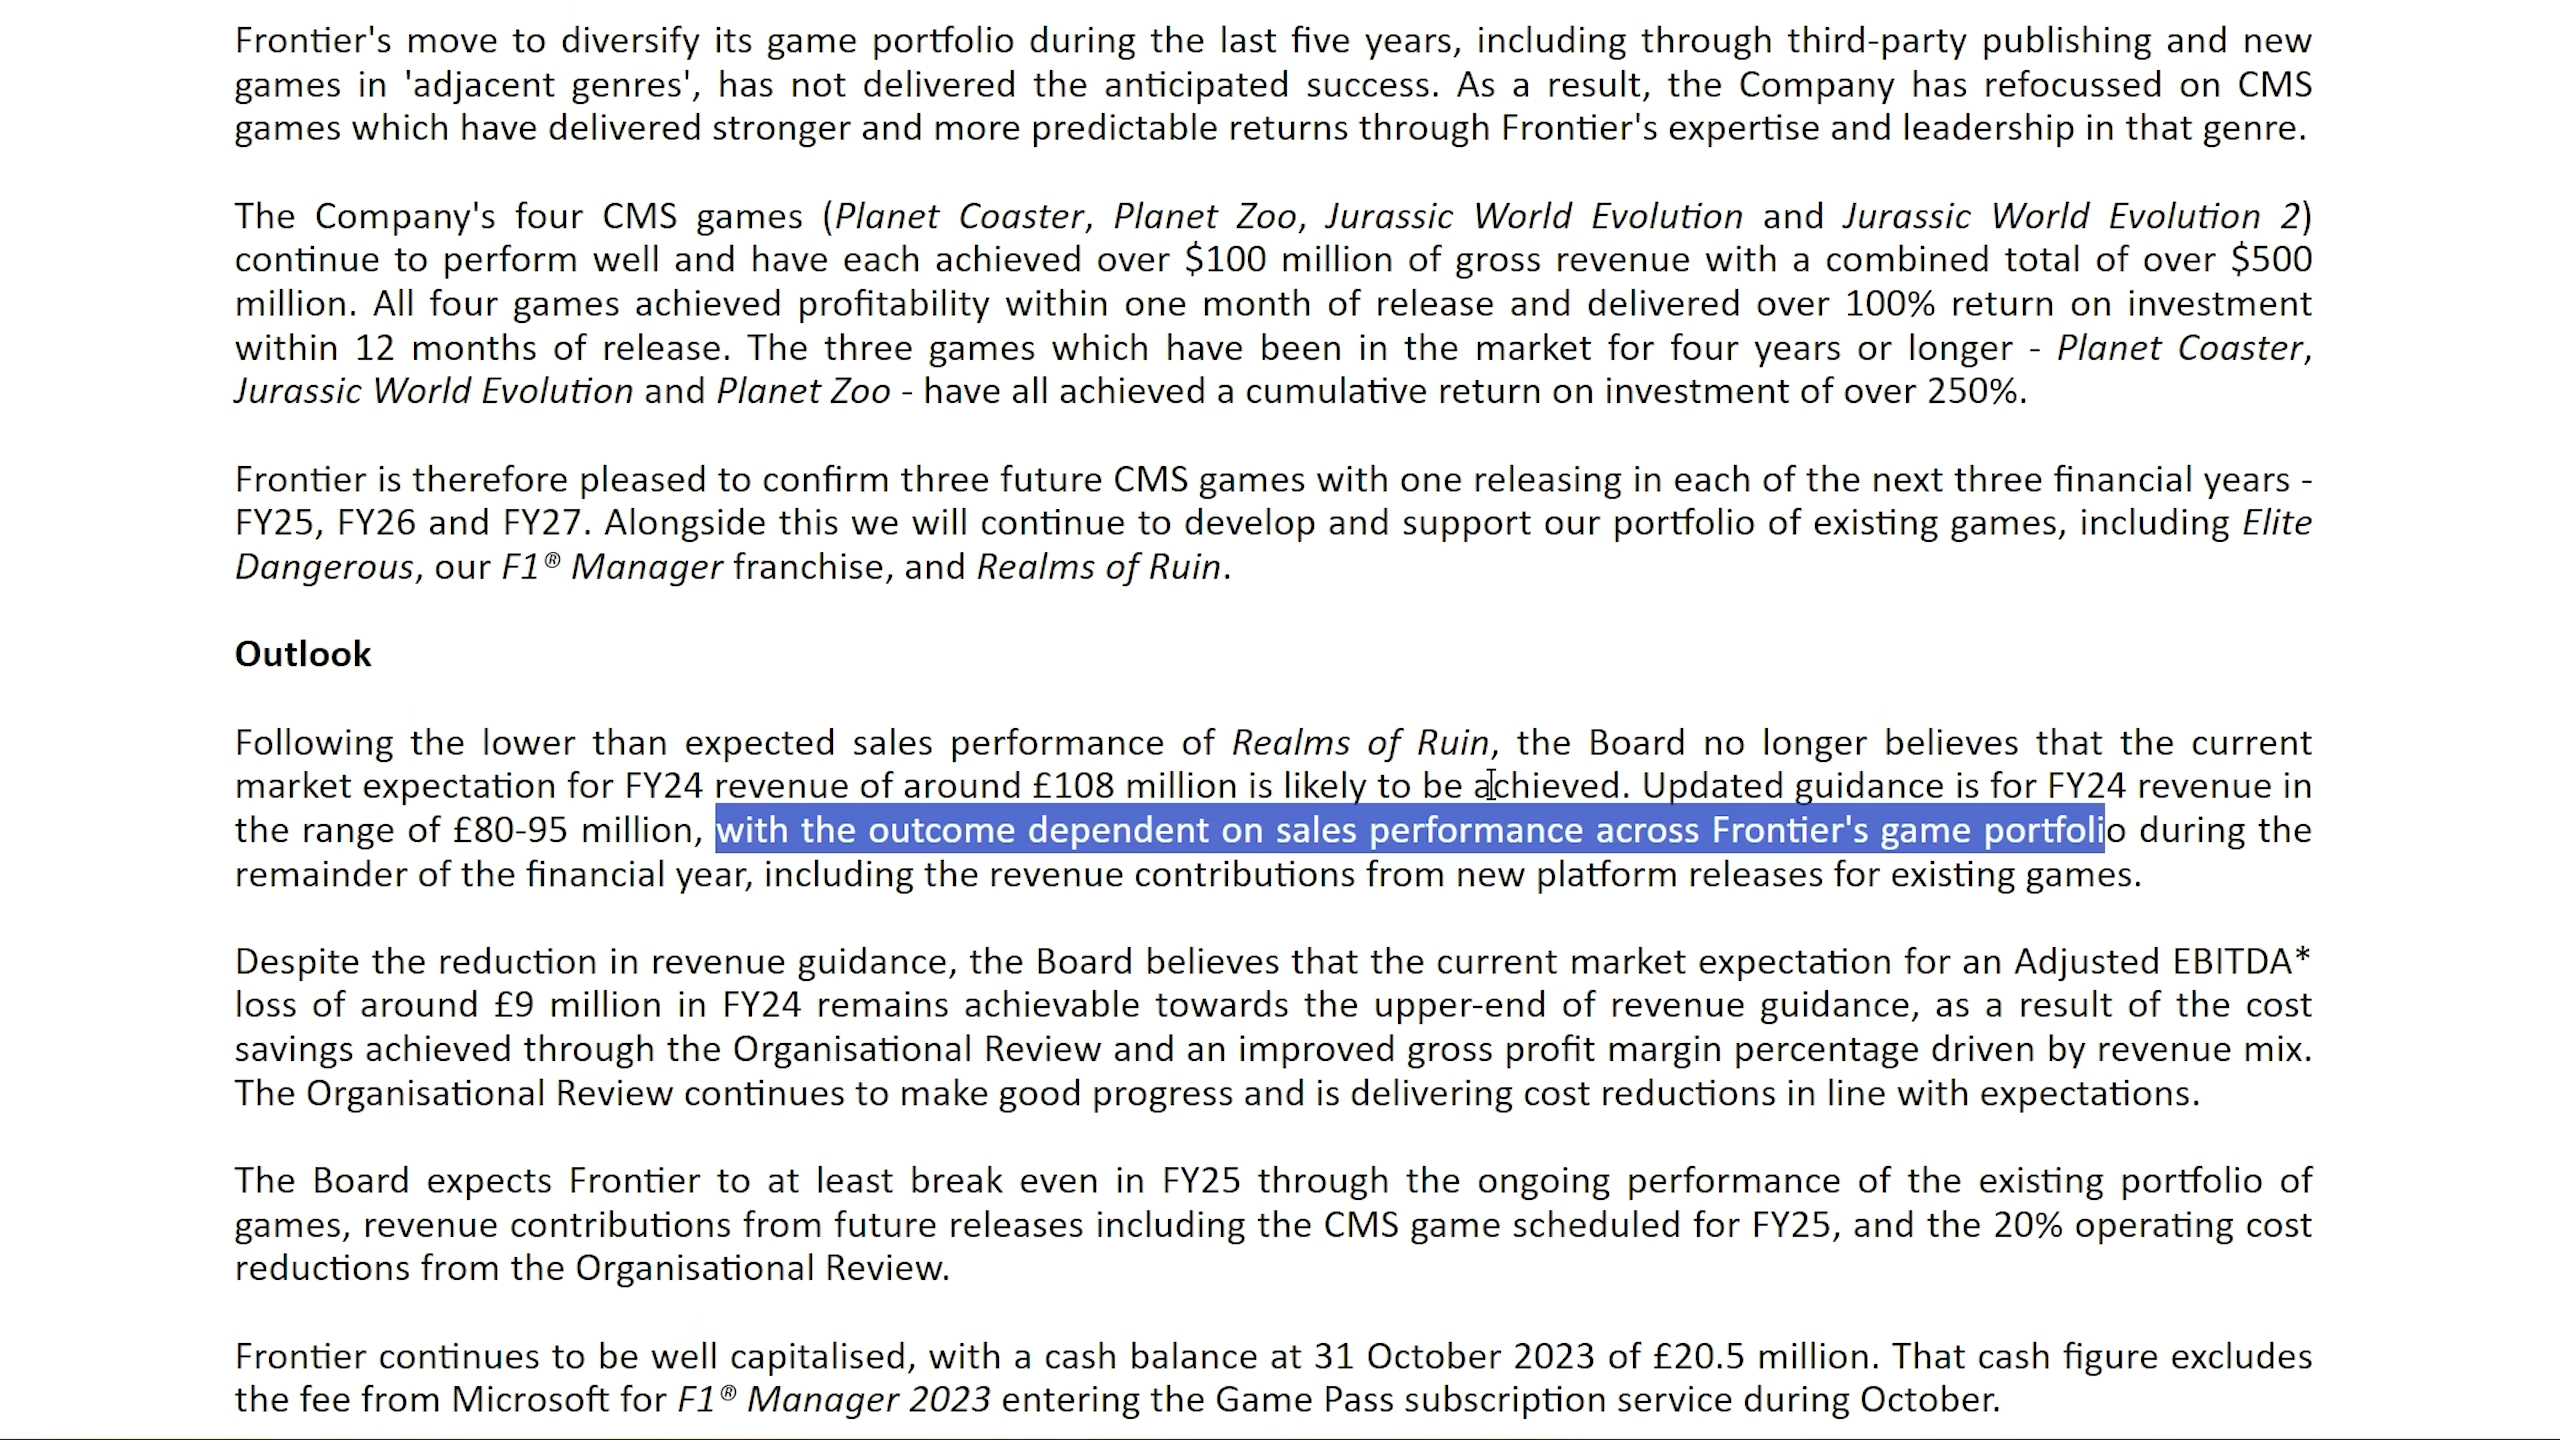 Frontier's move to diversify its game portfolio during the last five years, including through third-party publishing and new
games in 'adjacent genres', has not delivered the anticipated success. As a result, the Company has refocussed on CMS
games which have delivered stronger and more predictable returns through Frontier's expertise and leadership in that genre.
The Company's four CMS games (Planet Coaster, Planet Zoo, Jurassic World Evolution and Jurassic World Evolution 2)
continue to perform well and have each achieved over $100 million of gross revenue with a combined total of over $500
million. All four games achieved profitability within one month of release and delivered over 100% return on investment
within 12 months of release. The three games which have been in the market for four years or longer - Planet Coaster,
Jurassic World Evolution and Planet Zoo - have all achieved a cumulative return on investment of over 250%.
Frontier is therefore pleased to confirm three future CMS games with one releasing in each of the next three financial years -
FY25, FY26 and FY27. Alongside this we will continue to develop and support our portfolio of existing games, including Elite
Dangerous, our F1® Manager franchise, and Realms of Ruin.
Outlook
Following the lower than expected sales performance of Realms of Ruin, the Board no longer believes that the current
market expectation for FY24 revenue of around £108 million is likely to be achieved. Updated guidance is for FY24 revenue in
the range of £80-95 million, with the outcome dependent on sales performance across Frontier's game portfolio during the
remainder of the financial year, including the revenue contributions from new platform releases for existing games.
Despite the reduction in revenue guidance, the Board believes that the current market expectation for an Adjusted EBITDA*
loss of around £9 million in FY24 remains achievable towards the upper-end of revenue guidance, as a result of the cost
savings achieved through the Organisational Review and an improved gross profit margin percentage driven by revenue mix.
The Organisational Review continues to make good progress and is delivering cost reductions in line with expectations.
The Board expects Frontier to at least break even in FY25 through the ongoing performance of the existing portfolio of
games, revenue contributions from future releases including the CMS game scheduled for FY25, and the 20% operating cost
reductions from the Organisational Review.
Frontier continues to be well capitalised, with a cash balance at 31 October 2023 of £20.5 million. That cash figure excludes
the fee from Microsoft for F1® Manager 2023 entering the Game Pass subscription service during October.